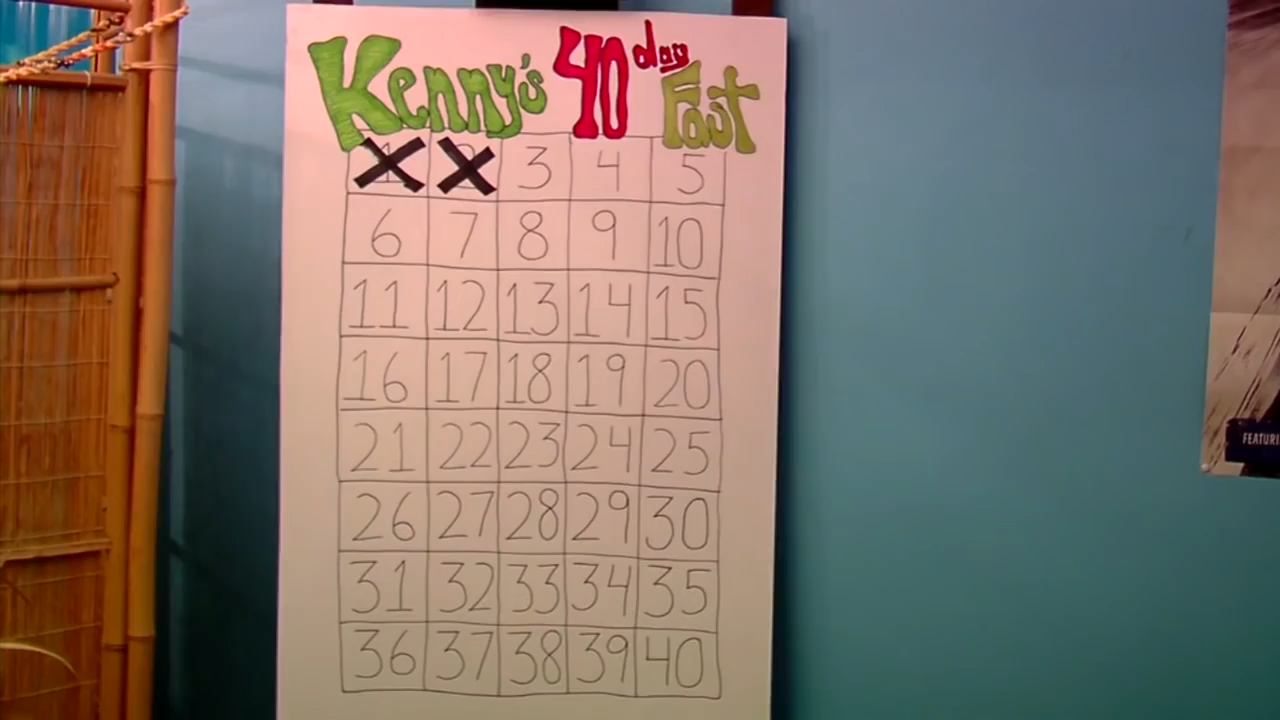 Kenny's 40 day Fast
1 2 3 4 5
6 7 8 9 10
11 12 13 14 15
16 17 18 19 20
21 22 23 24 25
26 27 28 29 30
31 32 33 34 35
36 37 38 39 40
FEATURI